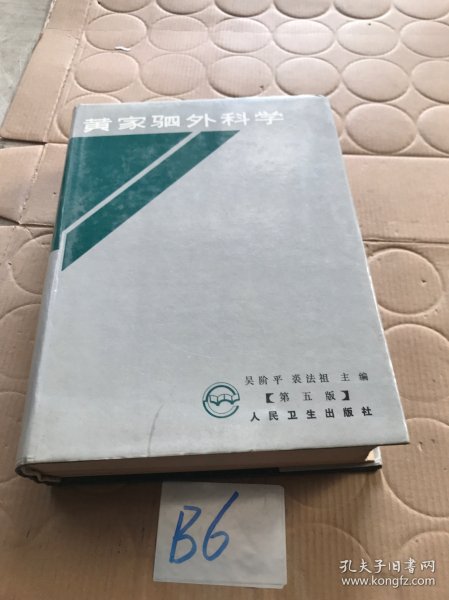 黄家驷外科学
吴阶平 裘法祖 主编
【第五版】
人民卫生出版社
B6
孔夫子旧书网
www.kongfz.com